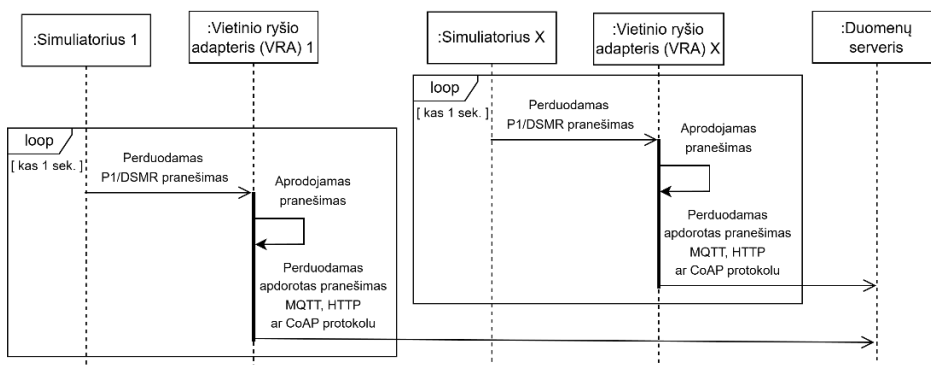 :Simuliatorius 1
:Vietinio ryšio
adapteris (VRA) 1
:Simuliatorius X
:Vietinio ryšio
adapteris (VRA) X
:Duomenų
serveris
loop
[ kas 1 sek. ]
Perduodamas
P1/DSMR pranešimas
Aprodojamas
pranešimas
Perduodamas
apdorotas pranešimas
MQTT, HTTP
ar CoAP protokolu
loop
[ kas 1 sek. ]
Perduodamas
P1/DSMR pranešimas
Aprodojamas
pranešimas
Perduodamas
apdorotas pranešimas
MQTT, HTTP
ar CoAP protokolu